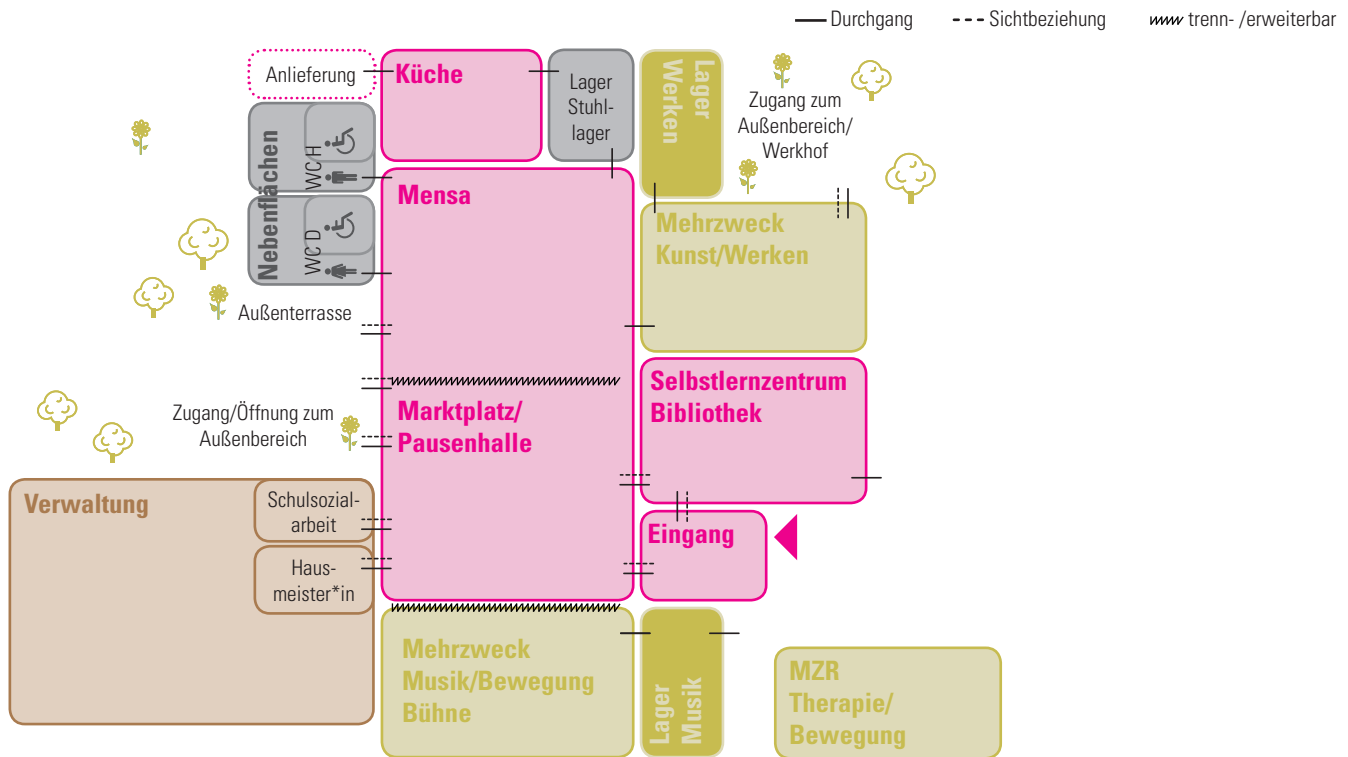 Durchgang
Sichtbeziehung
trenn- /erweiterbar
Anlieferung
Küche
Lager
Stuhl-
lager
Lager
Werken
Zugang zum
Außenbereich/
Werkhof
Nebenflächen
WC H
WC D
Mensa
Mehrzweck
Kunst/Werken
Außenterrasse
Selbstlernzentrum
Bibliothek
Zugang/Öffnung zum
Außenbereich
Marktplatz/
Pausenhalle
Verwaltung
Schulsozial-
arbeit
Haus-
meister*in
Eingang
Mehrzweck
Musik/Bewegung
Bühne
Lager
Musik
MZR
Therapie/
Bewegung